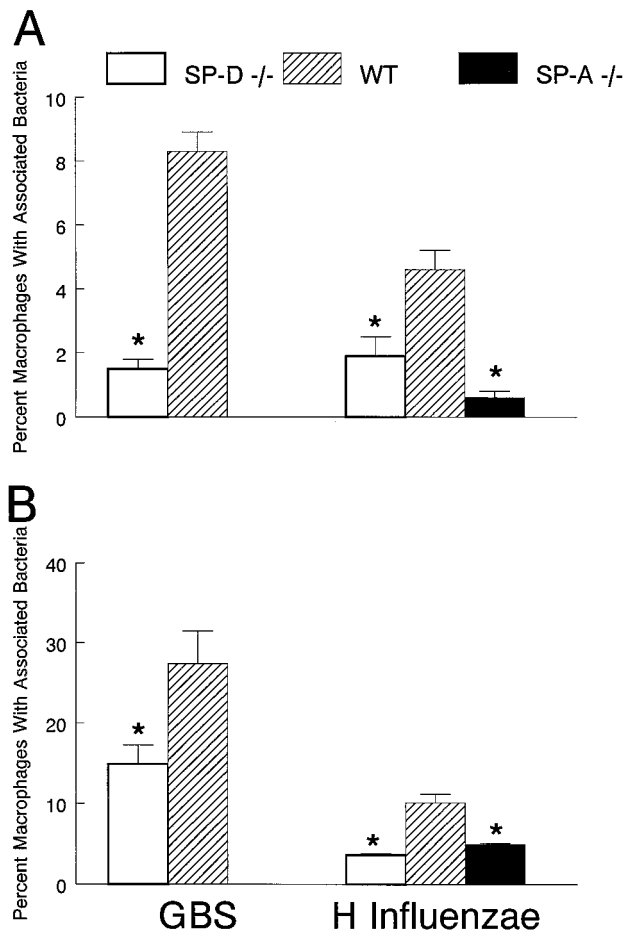 A
SP-D -/- WT SP-A -/-
Percent Macrophages With Associated Bacteria
10
8
6
4
2
0
*
*
*
B
Percent Macrophages With Associated Bacteria
40
30
20
10
0
*
*
*
GBS H Influenzae